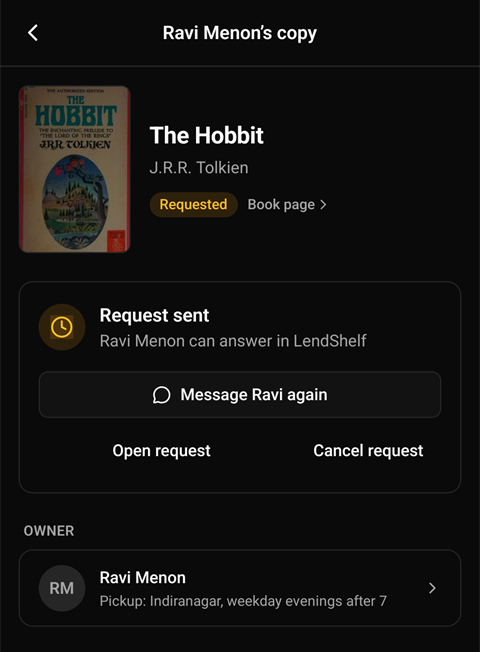 Ravi Menon’s copy
THE AUTHORIZED EDITION
THE
HOBBIT
THE ENCHANTING PRELUDE TO
"THE LORD OF THE RINGS"
J.R.R. TOLKIEN
The Hobbit
J.R.R. Tolkien
Requested
Book page
Request sent
Ravi Menon can answer in LendShelf
Message Ravi again
Open request
Cancel request
OWNER
RM
Ravi Menon
Pickup: Indiranagar, weekday evenings after 7